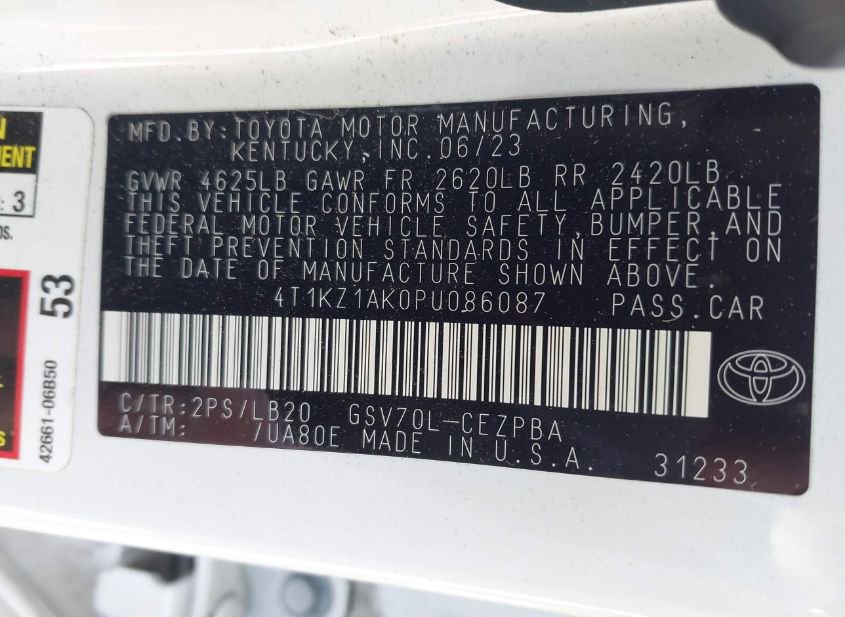 MFD.BY:TOYOTA MOTOR MANUFACTURING,
KENTUCKY,INC.06/23
GVWR 4625LB GAWR FR 2620LB RR 2420LB
THIS VEHICLE CONFORMS TO ALL APPLICABLE
FEDERAL MOTOR VEHICLE SAFETY,BUMPER,AND
THEFT PREVENTION STANDARDS IN EFFECT ON
THE DATE OF MANUFACTURE SHOWN ABOVE.
4T1KZ1AK0PU086087 PASS.CAR
C/TR:2PS/LB20 GSV70L-CEZPBA
A/TM: /UA80E MADE IN U.S.A.
31233
: 3
53
42661-06B50